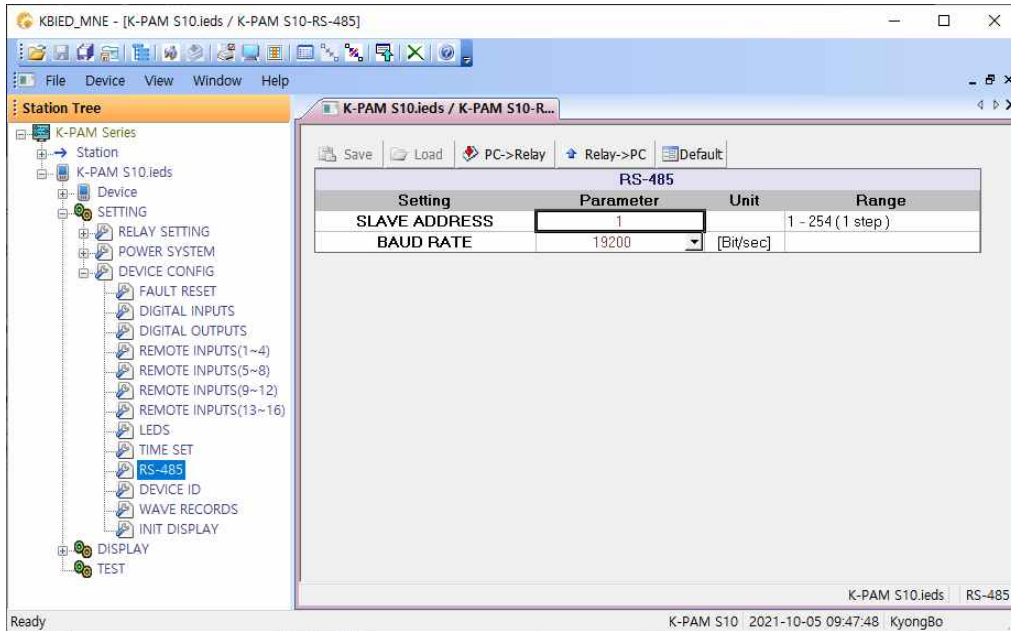 KBIED_MNE - [K-PAM S10.ieds / K-PAM S10-RS-485]
File Device View Window Help
Station Tree
K-PAM Series
Station
K-PAM S10.ieds
Device
SETTING
RELAY SETTING
POWER SYSTEM
DEVICE CONFIG
FAULT RESET
DIGITAL INPUTS
DIGITAL OUTPUTS
REMOTE INPUTS(1~4)
REMOTE INPUTS(5~8)
REMOTE INPUTS(9~12)
REMOTE INPUTS(13~16)
LEDS
TIME SET
RS-485
DEVICE ID
WAVE RECORDS
INIT DISPLAY
DISPLAY
TEST
K-PAM S10.ieds / K-PAM S10-R...
Save Load PC->Relay Relay->PC Default
RS-485
Setting Parameter Unit Range
SLAVE ADDRESS 1 1 - 254 ( 1 step )
BAUD RATE 19200 [Bit/sec]
K-PAM S10.ieds RS-485
Ready K-PAM S10 2021-10-05 09:47:48 KyongBo